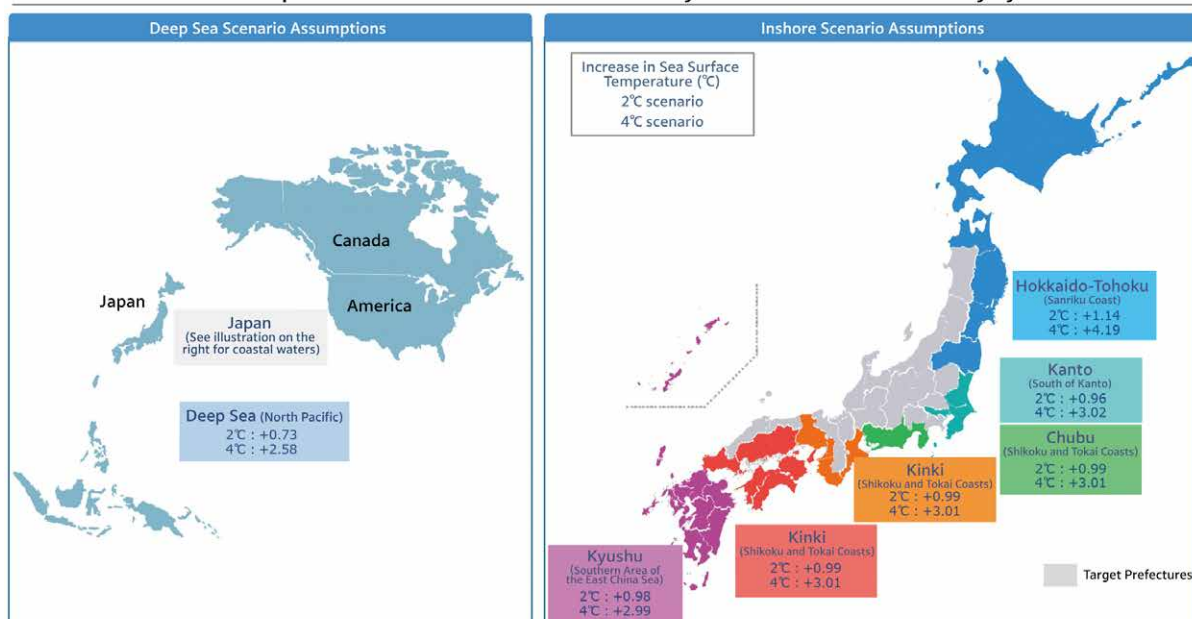 Deep Sea Scenario Assumptions
Canada
America
Japan
Japan
(See illustration on the
right for coastal waters)
Deep Sea (North Pacific)
2℃ : +0.73
4℃ : +2.58
Inshore Scenario Assumptions
Increase in Sea Surface
Temperature (℃)
2℃ scenario
4℃ scenario
Hokkaido-Tohoku
(Sanriku Coast)
2℃ : +1.14
4℃ : +4.19
Kanto
(South of Kanto)
2℃ : +0.96
4℃ : +3.02
Chubu
(Shikoku and Tokai Coasts)
2℃ : +0.99
4℃ : +3.01
Kinki
(Shikoku and Tokai Coasts)
2℃ : +0.99
4℃ : +3.01
Kinki
(Shikoku and Tokai Coasts)
2℃ : +0.99
4℃ : +3.01
Kyushu
(Southern Area of
the East China Sea)
2℃ : +0.98
4℃ : +2.99
Target Prefectures